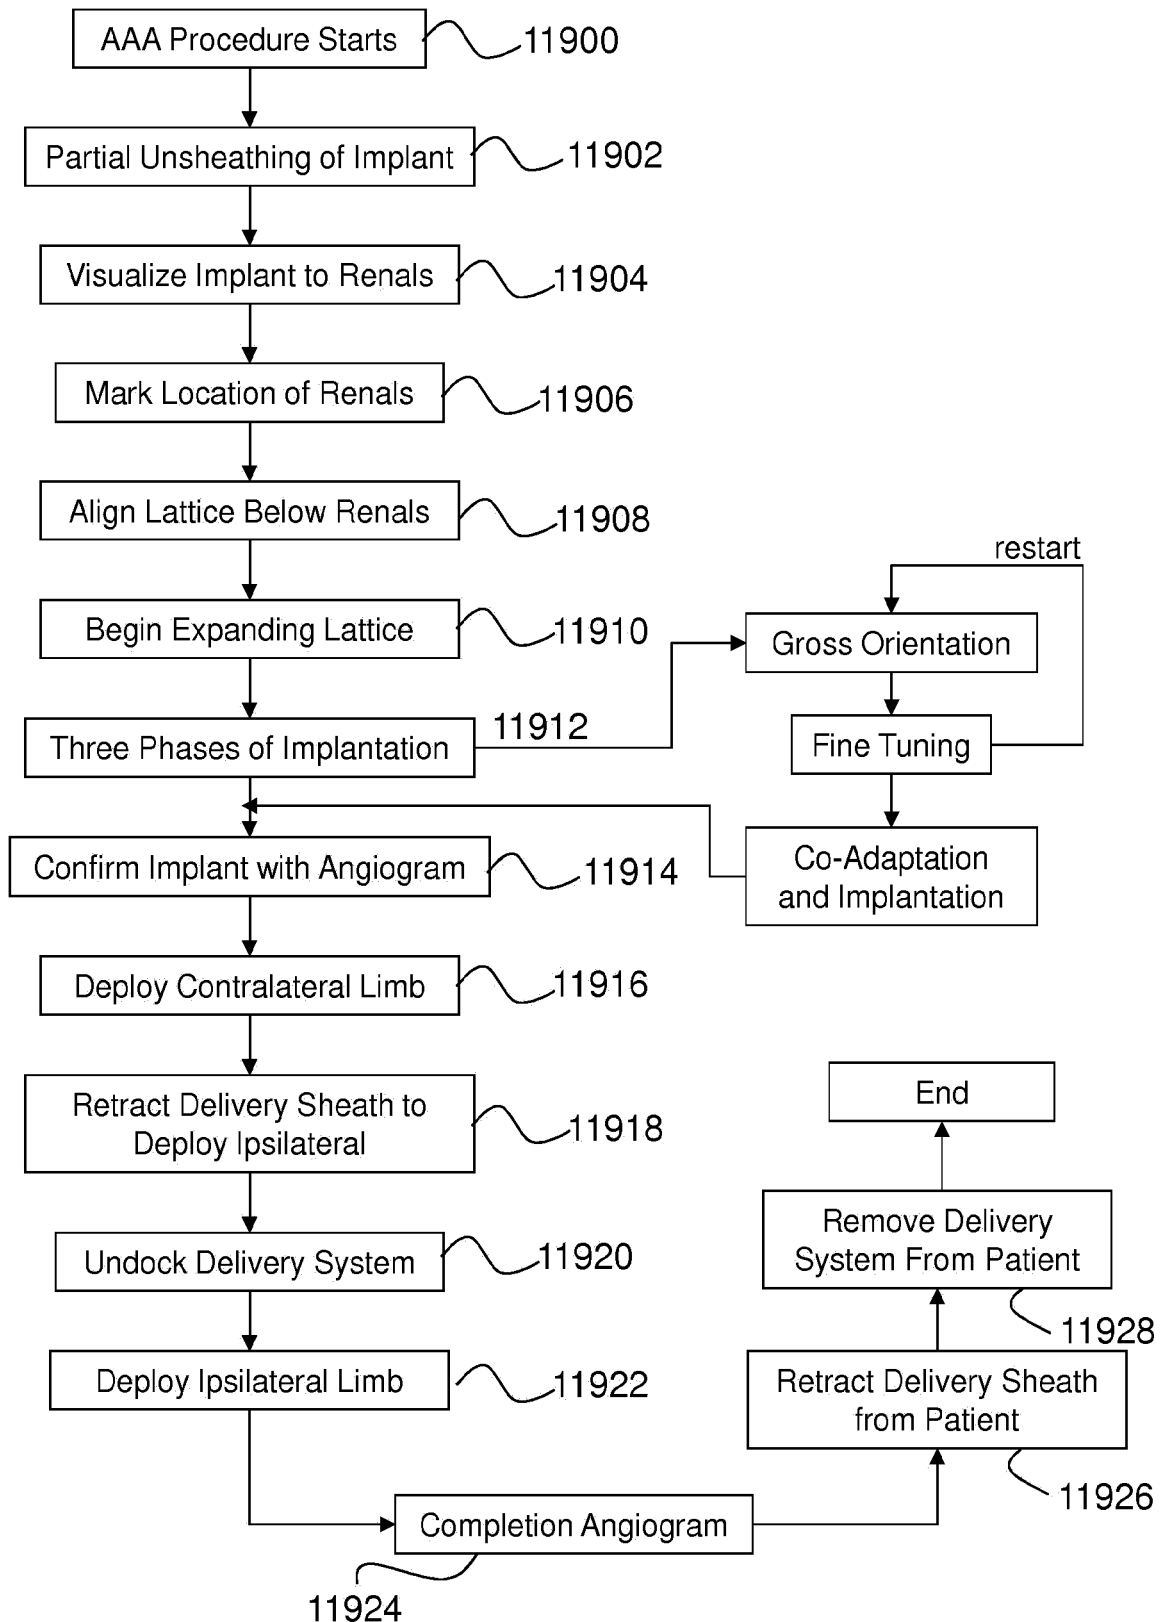 AAA Procedure Starts
11900
Partial Unsheathing of Implant
11902
Visualize Implant to Renals
11904
Mark Location of Renals
11906
Align Lattice Below Renals
11908
Begin Expanding Lattice
11910
Three Phases of Implantation
11912
restart
Gross Orientation
Fine Tuning
Co-Adaptation
and Implantation
Confirm Implant with Angiogram
11914
Deploy Contralateral Limb
11916
Retract Delivery Sheath to
Deploy Ipsilateral
11918
Undock Delivery System
11920
Deploy Ipsilateral Limb
11922
Completion Angiogram
11924
Retract Delivery Sheath
from Patient
11926
Remove Delivery
System From Patient
11928
End